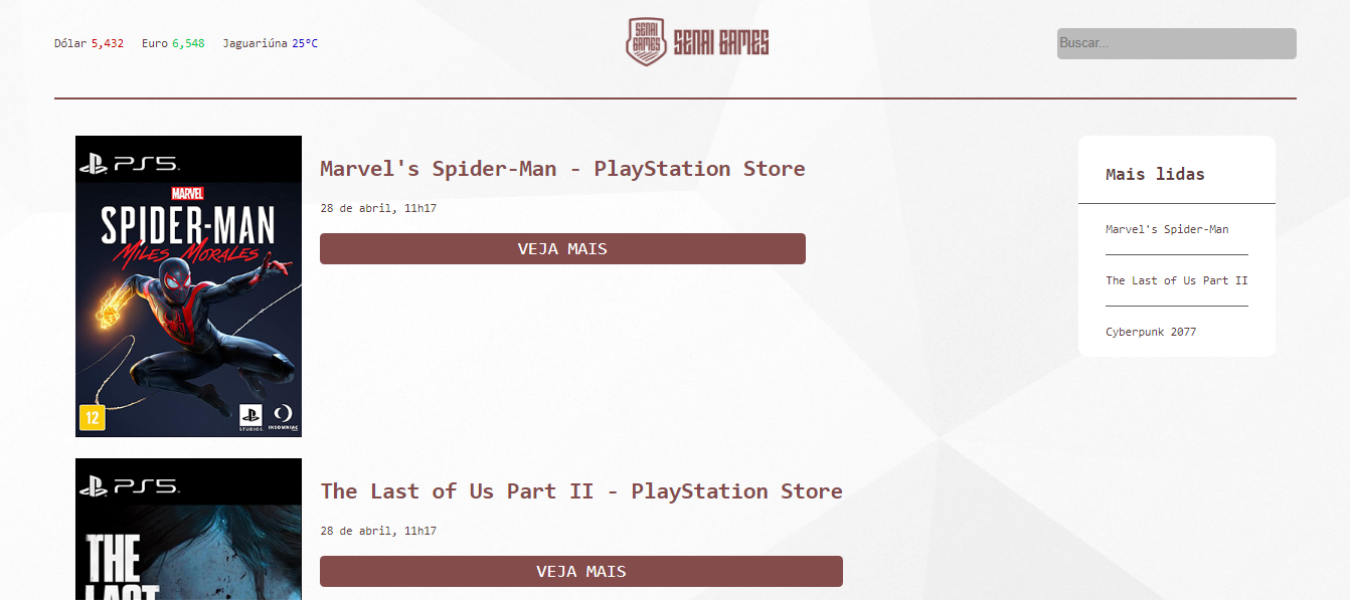 Dólar 5,432 Euro 6,548 Jaguariúna 25°C
SENAI
GAMES
SENAI GAMES
Buscar...
PS5
MARVEL
SPIDER-MAN
MILES MORALES
12
STUDIOS
INSOMNIAC
Marvel's Spider-Man - PlayStation Store
28 de abril, 11h17
VEJA MAIS
Mais lidas
Marvel's Spider-Man
The Last of Us Part II
Cyberpunk 2077
PS5
THE
LAST
The Last of Us Part II - PlayStation Store
28 de abril, 11h17
VEJA MAIS